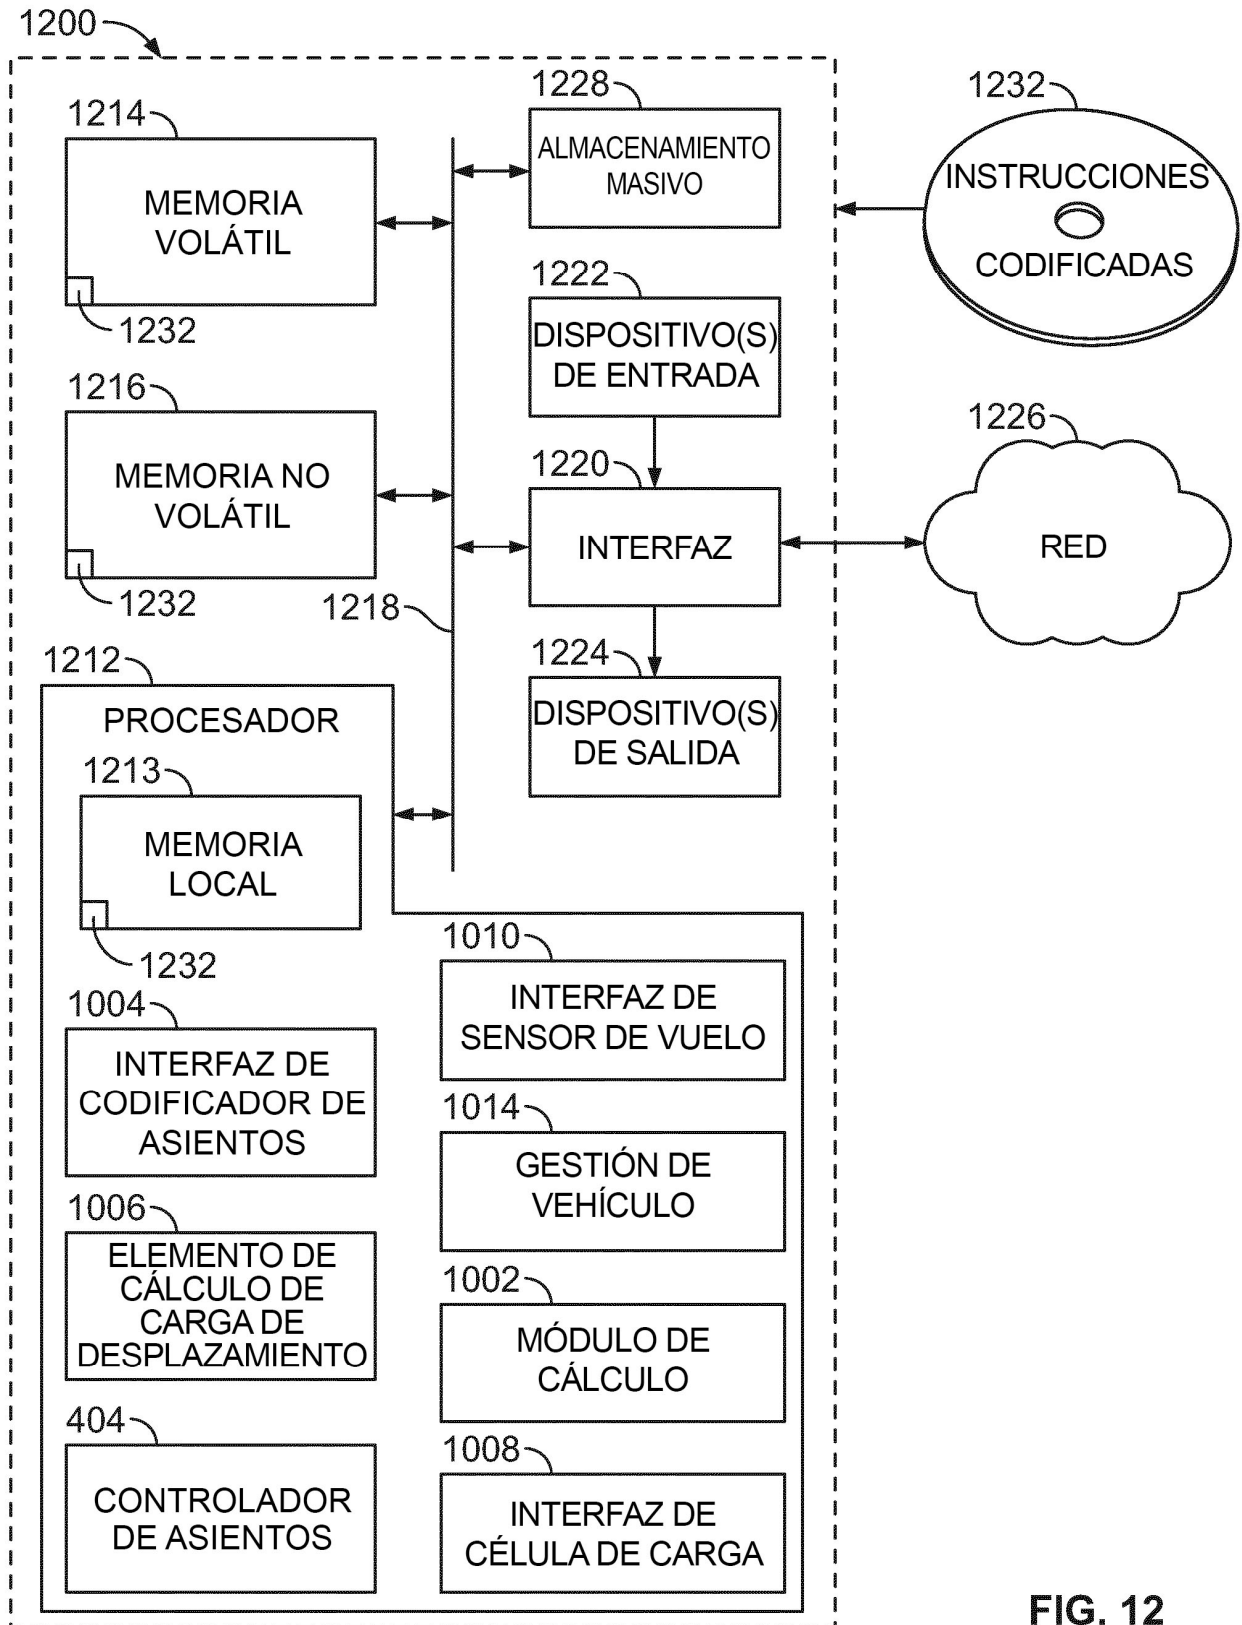 1200
1214
MEMORIA
VOLÁTIL
1232
1216
MEMORIA NO
VOLÁTIL
1232
1218
1228
ALMACENAMIENTO
MASIVO
1222
DISPOSITIVO(S)
DE ENTRADA
1220
INTERFAZ
1224
DISPOSITIVO(S)
DE SALIDA
1232
INSTRUCCIONES
CODIFICADAS
1226
RED
1212
PROCESADOR
1213
MEMORIA
LOCAL
1232
1004
INTERFAZ DE
CODIFICADOR DE
ASIENTOS
1006
ELEMENTO DE
CÁLCULO DE
CARGA DE
DESPLAZAMIENTO
404
CONTROLADOR
DE ASIENTOS
1010
INTERFAZ DE
SENSOR DE VUELO
1014
GESTIÓN DE
VEHÍCULO
1002
MÓDULO DE
CÁLCULO
1008
INTERFAZ DE
CÉLULA DE CARGA
FIG. 12